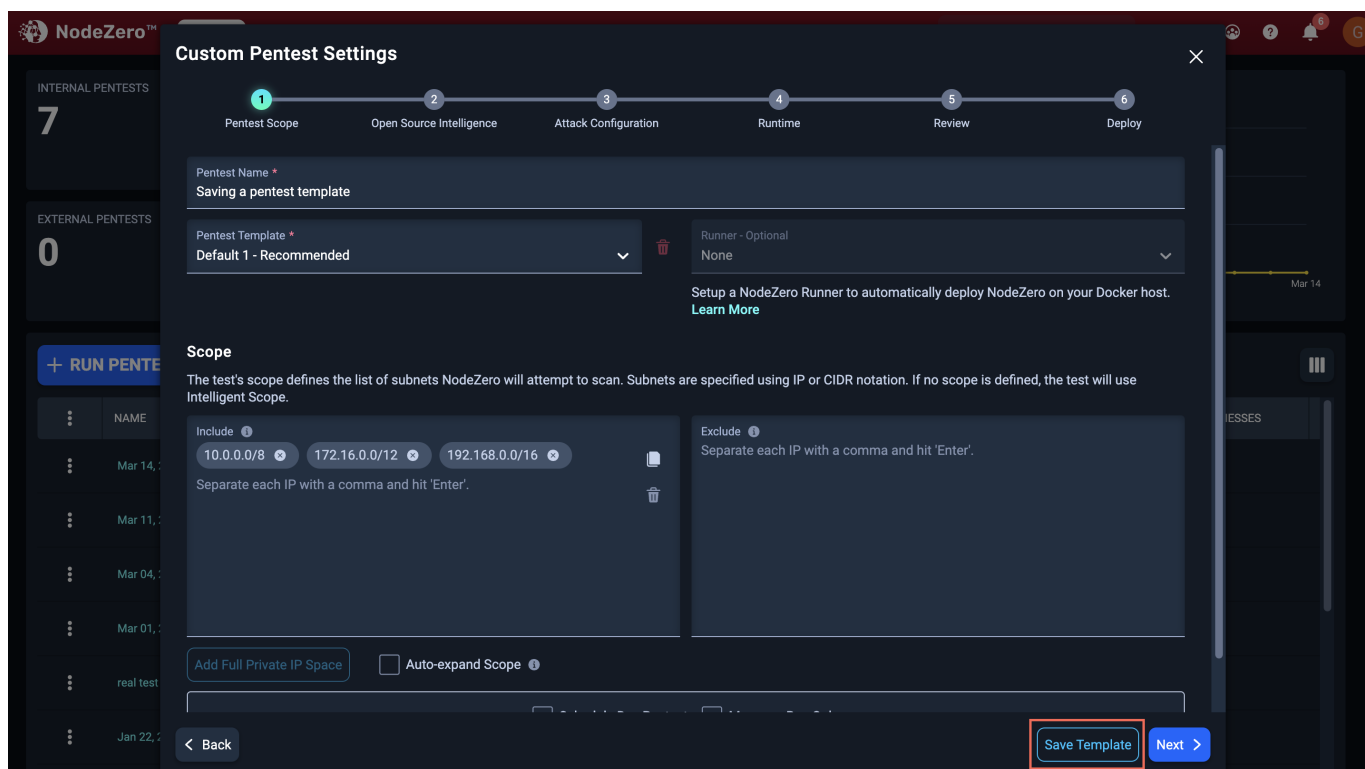 NodeZero™
6
G
Custom Pentest Settings
1
2
3
4
5
6
Pentest Scope
Open Source Intelligence
Attack Configuration
Runtime
Review
Deploy
INTERNAL PENTESTS
7
EXTERNAL PENTESTS
0
Pentest Name *
Saving a pentest template
Pentest Template *
Default 1 - Recommended
Runner - Optional
None
Setup a NodeZero Runner to automatically deploy NodeZero on your Docker host.
Learn More
Mar 14
Scope
The test's scope defines the list of subnets NodeZero will attempt to scan. Subnets are specified using IP or CIDR notation. If no scope is defined, the test will use
Intelligent Scope.
+ RUN PENTE
NAME
Mar 14,
Mar 11,
Mar 04,
Mar 01,
real test
Jan 22,
Include
10.0.0.0/8
172.16.0.0/12
192.168.0.0/16
Separate each IP with a comma and hit 'Enter'.
Exclude
Separate each IP with a comma and hit 'Enter'.
Add Full Private IP Space
Auto-expand Scope
Back
Save Template
Next